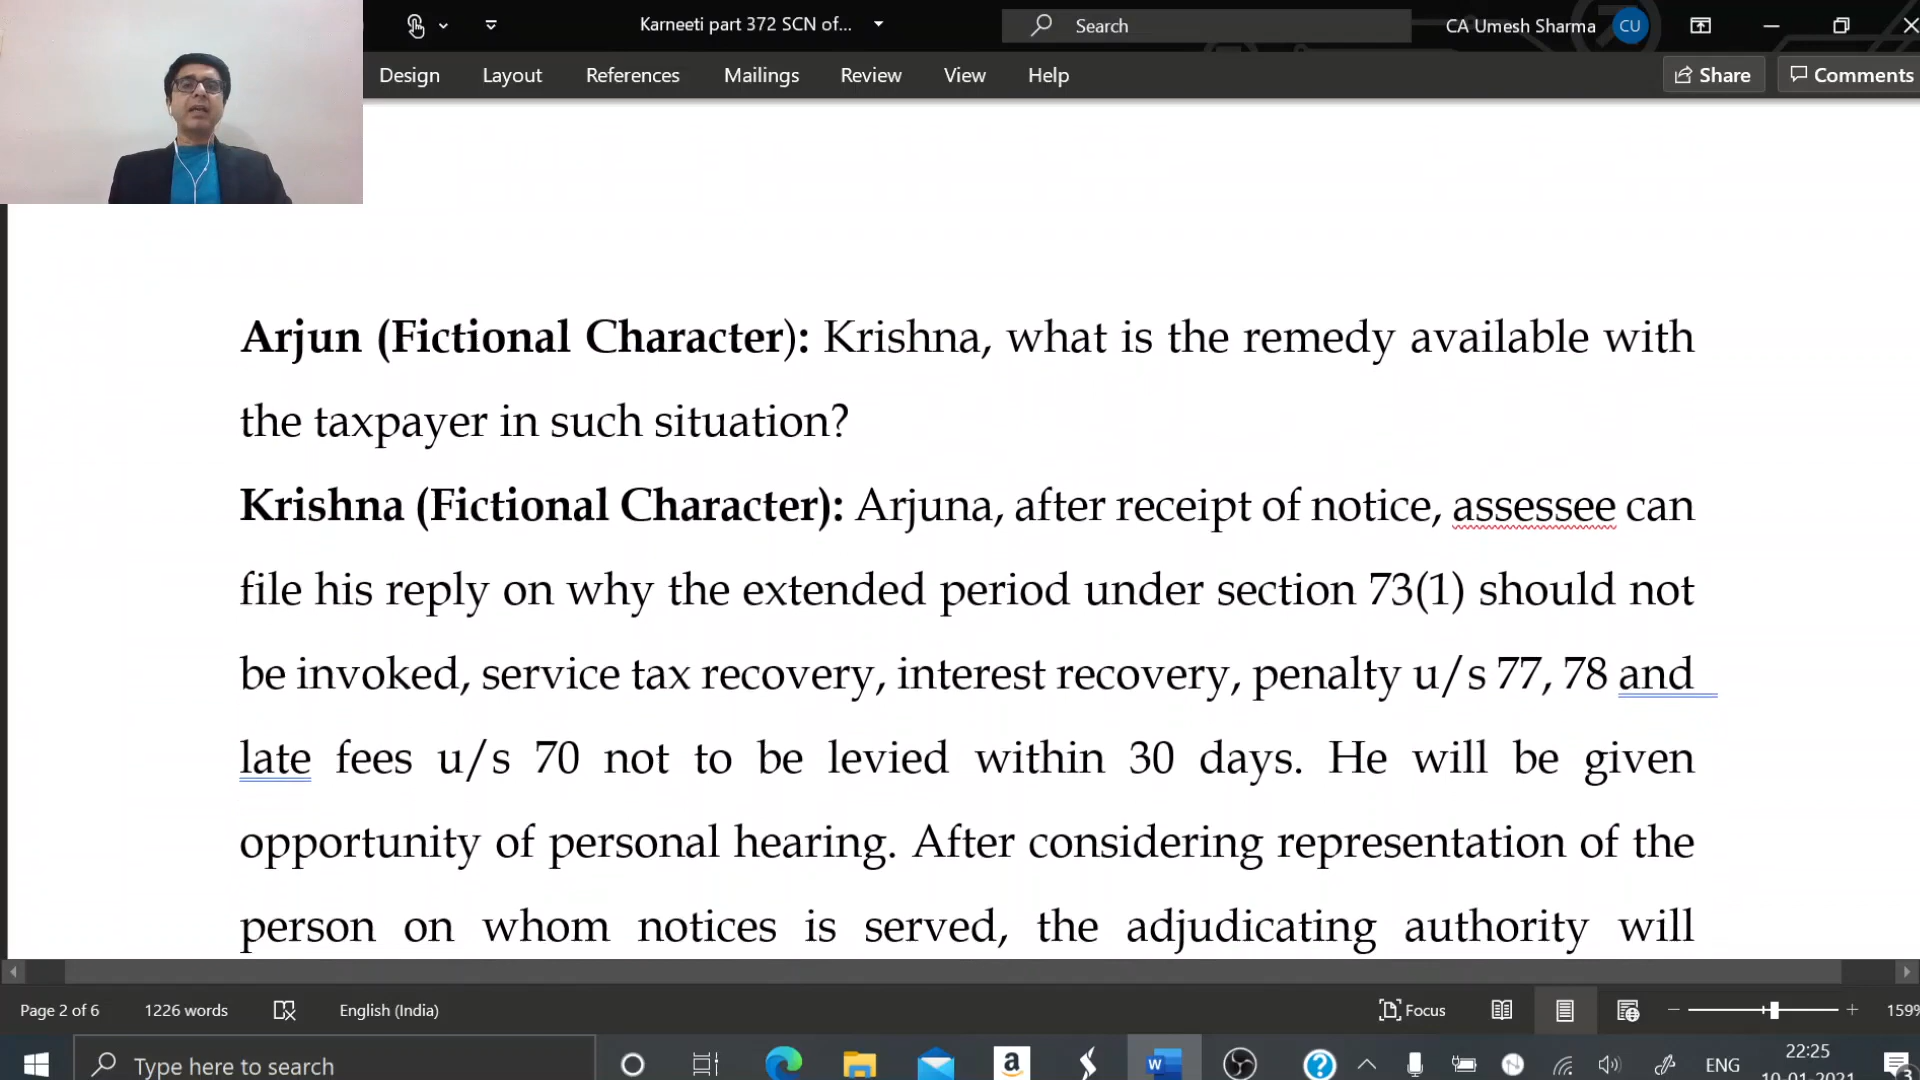 Karneeti part 372 SCN of...
Search
CA Umesh Sharma
CU
Design
Layout
References
Mailings
Review
View
Help
Share
Comments
Arjun (Fictional Character): Krishna, what is the remedy available with
the taxpayer in such situation?
Krishna (Fictional Character): Arjuna, after receipt of notice, assessee can
file his reply on why the extended period under section 73(1) should not
be invoked, service tax recovery, interest recovery, penalty u/s 77, 78 and
late fees u/s 70 not to be levied within 30 days. He will be given
opportunity of personal hearing. After considering representation of the
person on whom notices is served, the adjudicating authority will
Page 2 of 6
1226 words
English (India)
Focus
159%
Type here to search
a
W
?
ENG
22:25
10-01-2021
3